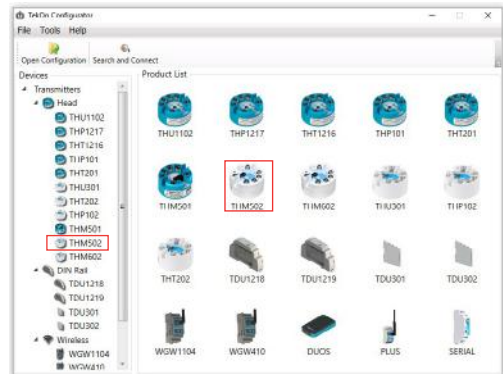 TekOn Configurator
File Tools Help
Open Configuration Search and Connect
Devices
Transmitters
Head
THU1102
THP1217
THT1216
THP101
THT201
THU301
THT202
THP102
THM501
THM502
THM602
DIN Rail
TDU1218
TDU1219
TDU301
TDU302
Wireless
WGW1104
WGW410
Product List
THU1102 THP1217 THT1216 THP101 THT201
THM501 THM502 THM602 THU301 THP102
THT202 TDU1218 TDU1219 TDU301 TDU302
WGW1104 WGW410 DUOS PLUS SERIAL